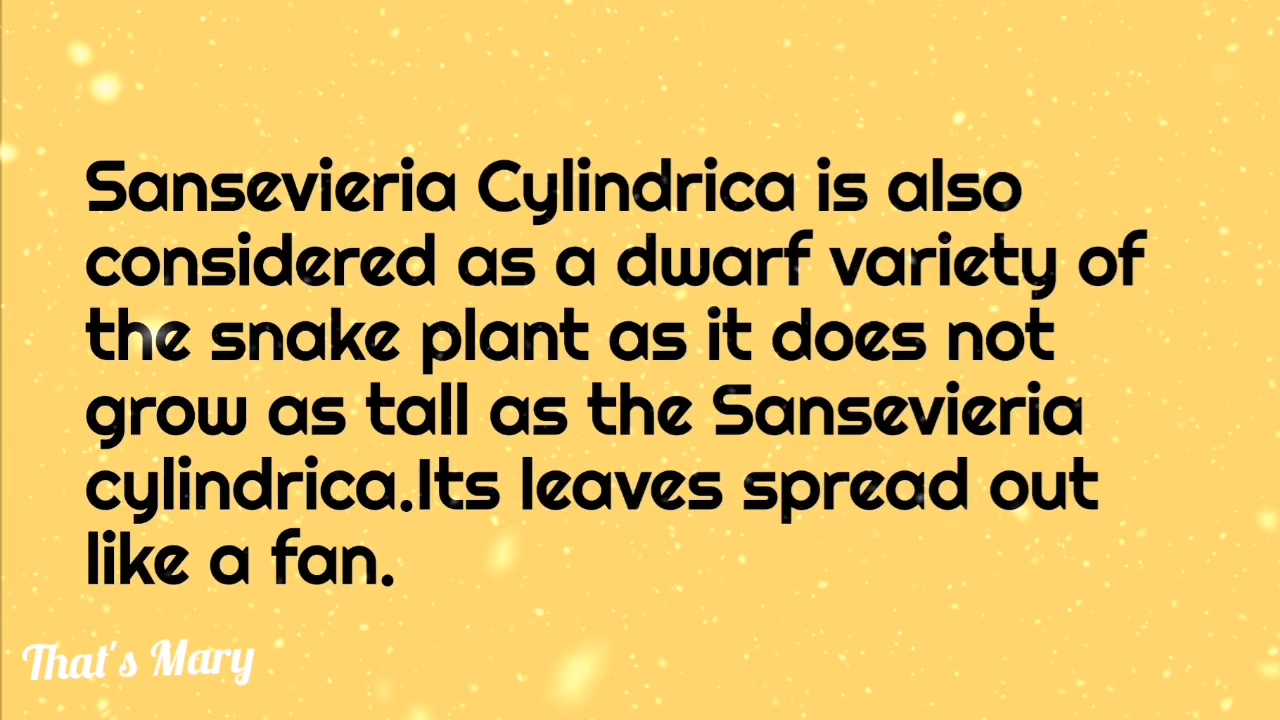 Sansevieria Cylindrica is also
considered as a dwarf variety of
the snake plant as it does not
grow as tall as the Sansevieria
cylindrica.Its leaves spread out
like a fan.
That's Mary